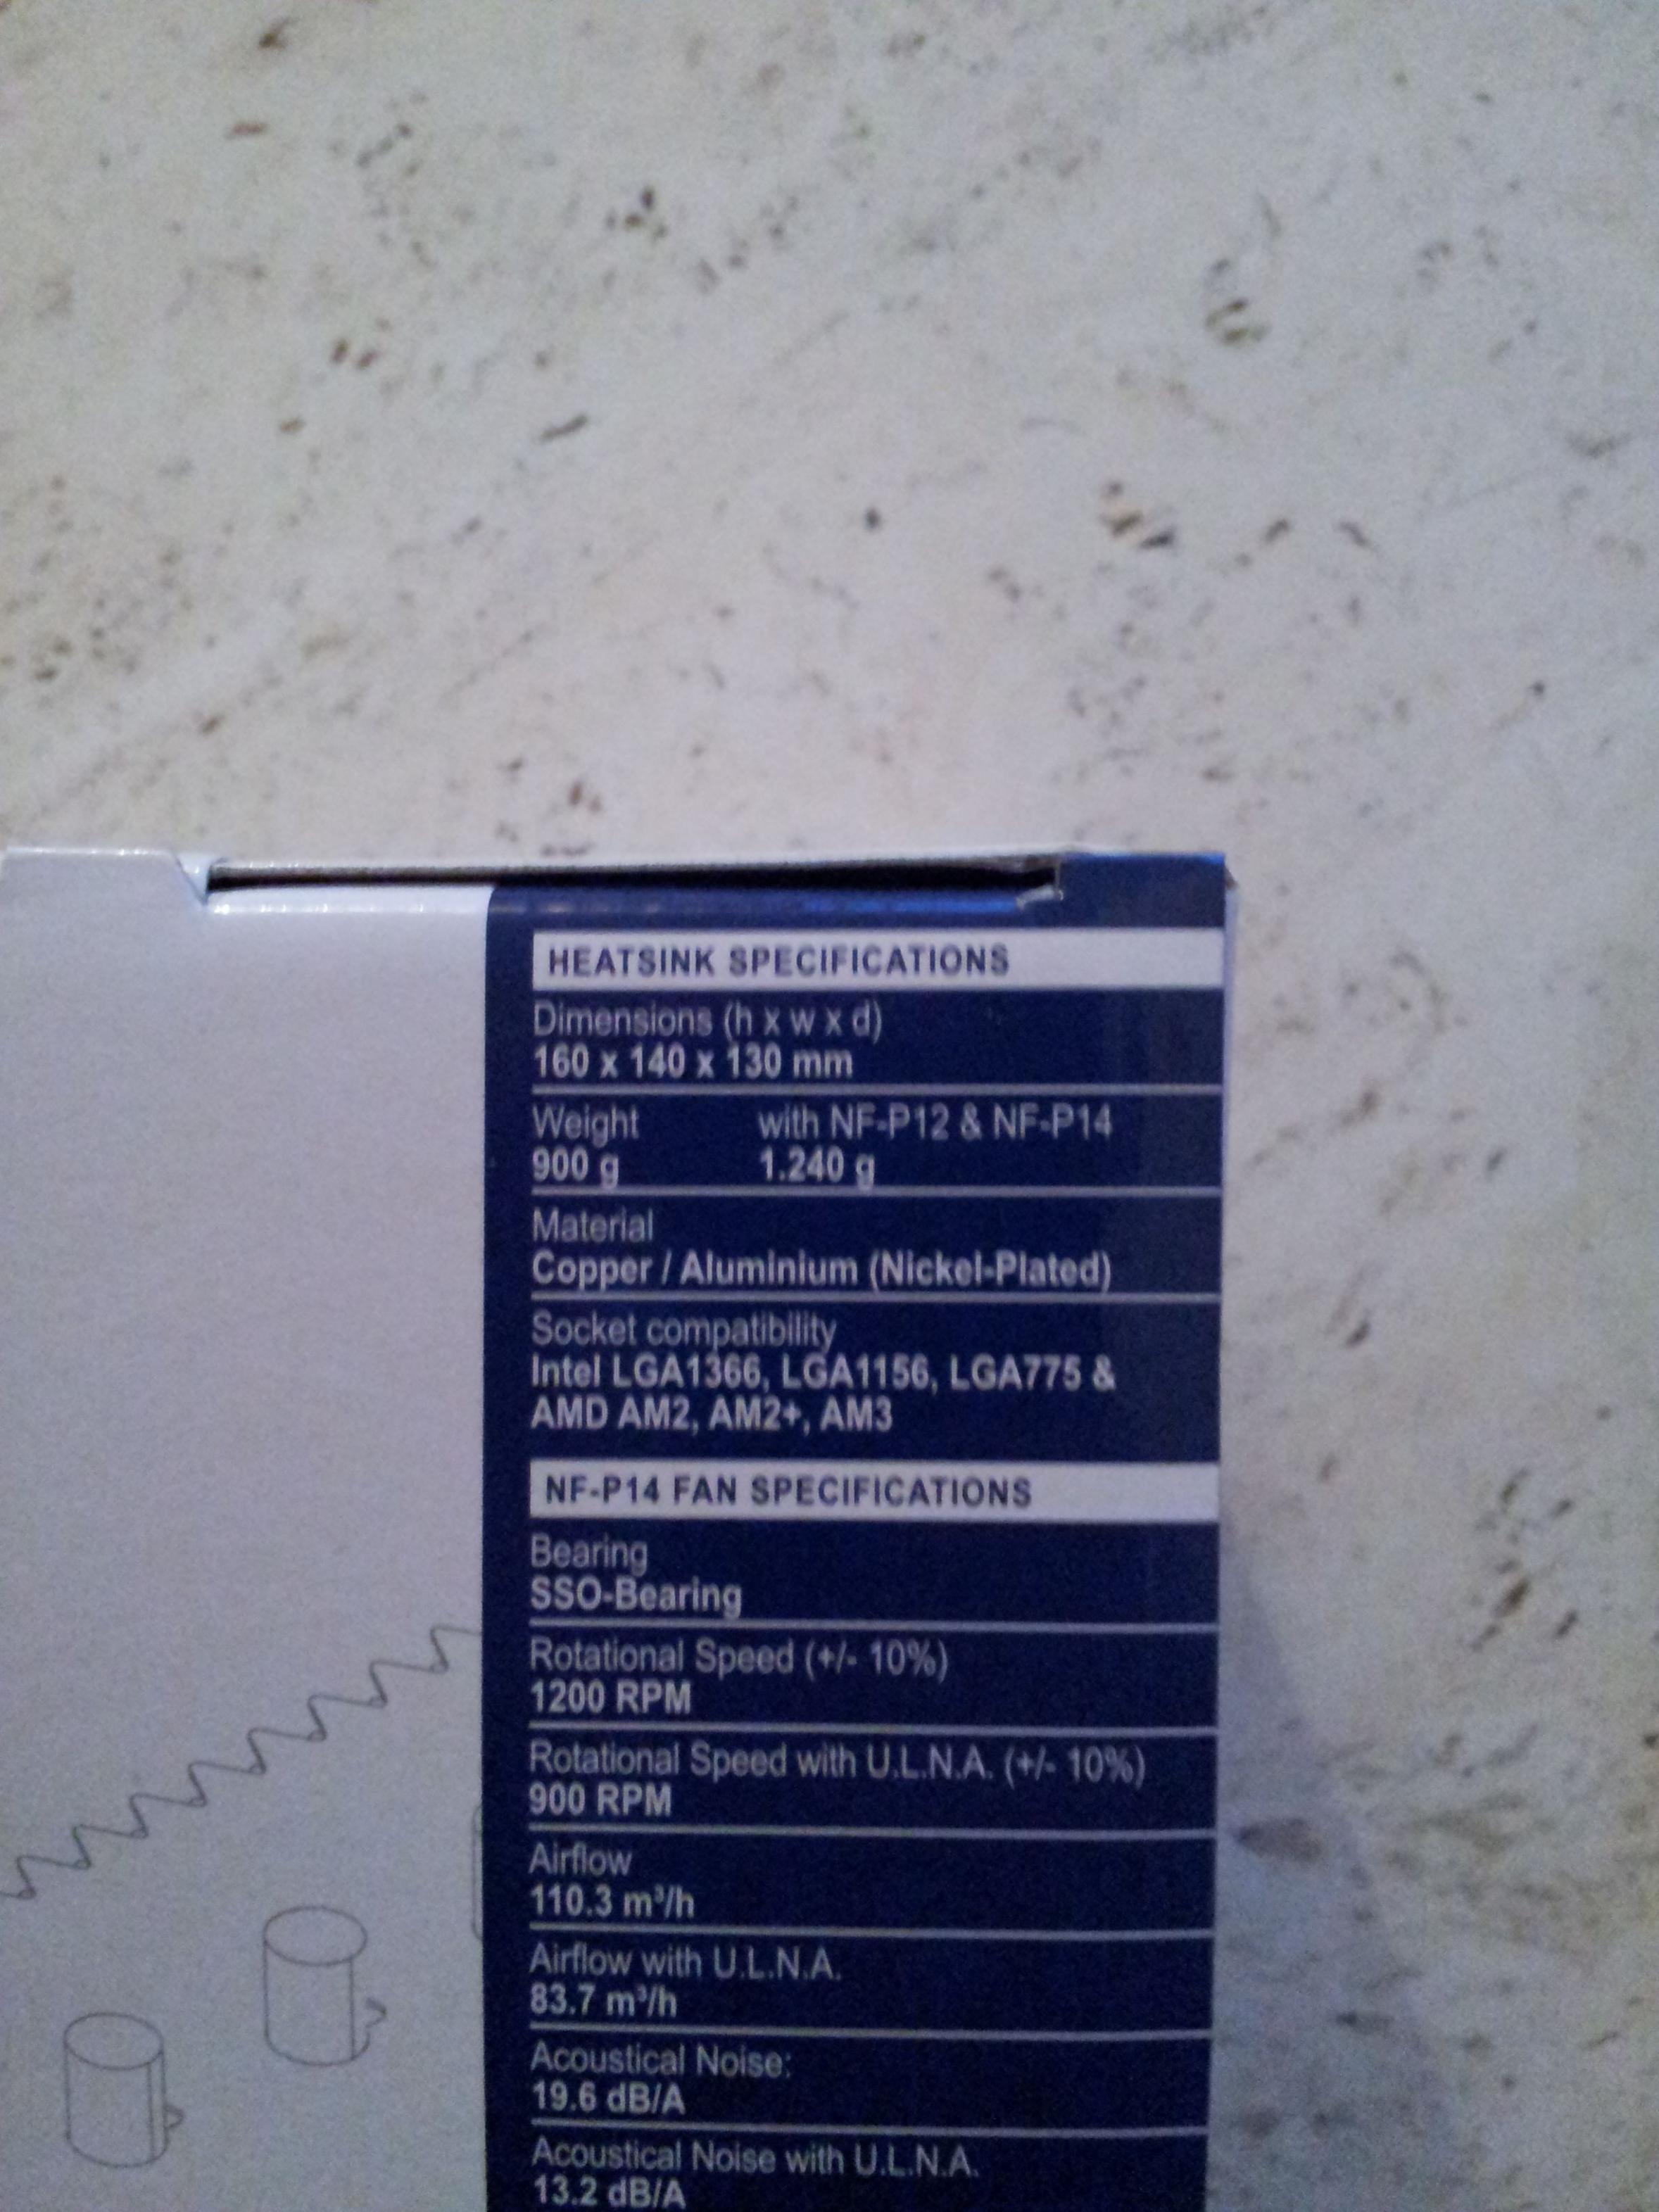 HEATSINK SPECIFICATIONS
Dimensions (h x w x d)
160 x 140 x 130 mm
Weight with NF-P12 & NF-P14
900 g 1.240 g
Material
Copper / Aluminium (Nickel-Plated)
Socket compatibility
Intel LGA1366, LGA1156, LGA775 &
AMD AM2, AM2+, AM3
NF-P14 FAN SPECIFICATIONS
Bearing
SSO-Bearing
Rotational Speed (+/- 10%)
1200 RPM
Rotational Speed with U.L.N.A. (+/- 10%)
900 RPM
Airflow
110.3 m³/h
Airflow with U.L.N.A.
83.7 m³/h
Acoustical Noise:
19.6 dB/A
Acoustical Noise with U.L.N.A.
13.2 dB/A